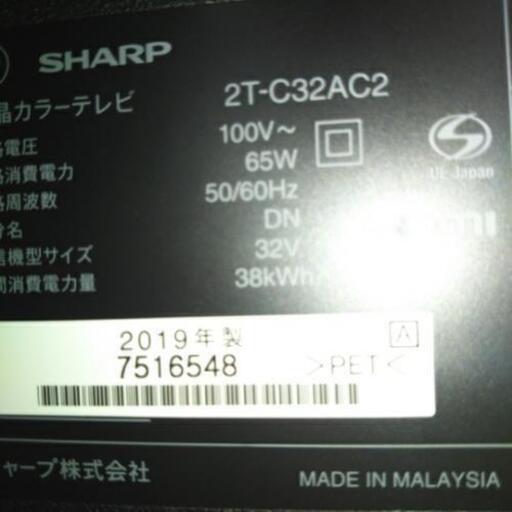 SHARP
晶カラーテレビ 2T-C32AC2
電圧 100V～
消費電力 65W
周波数 50/60Hz
名 DN
機型サイズ 32V
間消費電力量 38kWh
UL Japan
2019年製 A
7516548 >PET<
ャープ株式会社
MADE IN MALAYSIA